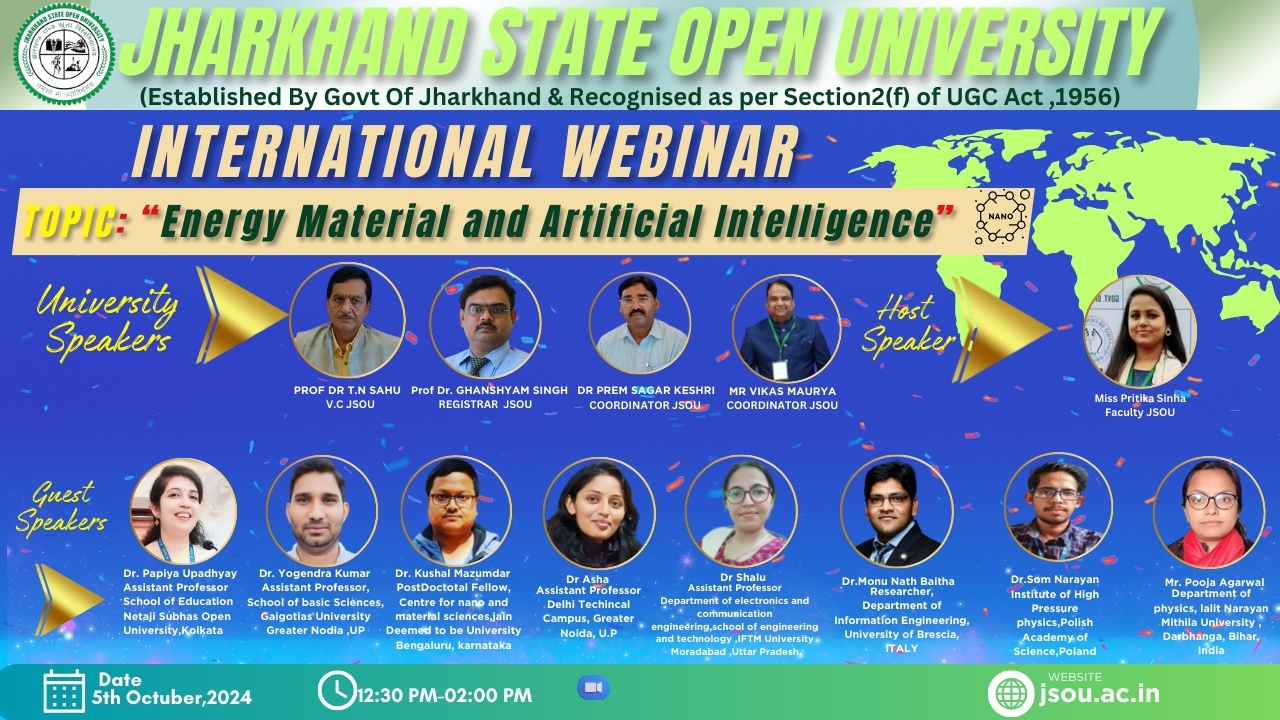 JHARKHAND STATE OPEN UNIVERSITY
(Established By Govt Of Jharkhand & Recognised as per Section2(f) of UGC Act ,1956)
JHARKHAND STATE OPEN UNIVERSITY
INTERNATIONAL WEBINAR
TOPIC: “Energy Material and Artificial Intelligence”
NANO
University
Speakers
PROF DR T.N SAHU
V.C JSOU
Prof Dr. GHANSHYAM SINGH
REGISTRAR JSOU
DR PREM SAGAR KESHRI
COORDINATOR JSOU
MR VIKAS MAURYA
COORDINATOR JSOU
Host
Speaker
Miss Pritika Sinha
Faculty JSOU
Guest
Speakers
Dr. Papiya Upadhyay
Assistant Professor
School of Education
Netaji Subhas Open
University,Kolkata
Dr. Yogendra Kumar
Assistant Professor,
School of basic Sciences,
Galgotias University
Greater Nodia ,UP
Dr. Kushal Mazumdar
PostDoctotal Fellow,
Centre for nano and
material sciences,jain
Deemed to be University
Bengaluru, karnataka
Dr Asha
Assistant Professor
Delhi Techincal
Campus, Greater
Noida, U.P
Dr Shalu
Assistant Professor,
Department of electronics and
communication
engineering,school of engineering
and technology ,IFTM University
Moradabad ,Uttar Pradesh,
Dr.Monu Nath Baitha
Researcher,
Department of
Information Engineering,
University of Brescia,
ITALY
Dr.Som Narayan
Institute of High
Pressure
physics,Polish
Academy of
Science,Poland
Mr. Pooja Agarwal
Department of
physics, lalit Narayan
Mithila University ,
Darbhanga, Bihar,
India
Date
5th Octuber,2024
12:30 PM-02:00 PM
WEBSITE
jsou.ac.in